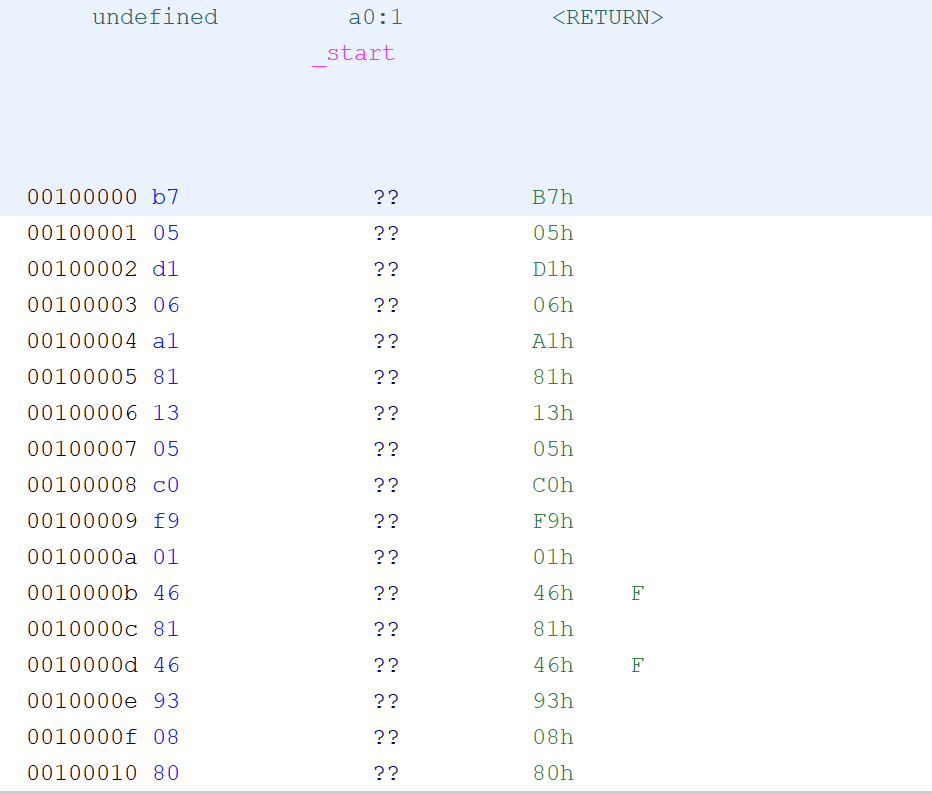 undefined a0:1 <RETURN>
_start
00100000 b7 ?? B7h
00100001 05 ?? 05h
00100002 d1 ?? D1h
00100003 06 ?? 06h
00100004 a1 ?? A1h
00100005 81 ?? 81h
00100006 13 ?? 13h
00100007 05 ?? 05h
00100008 c0 ?? C0h
00100009 f9 ?? F9h
0010000a 01 ?? 01h
0010000b 46 ?? 46h F
0010000c 81 ?? 81h
0010000d 46 ?? 46h F
0010000e 93 ?? 93h
0010000f 08 ?? 08h
00100010 80 ?? 80h